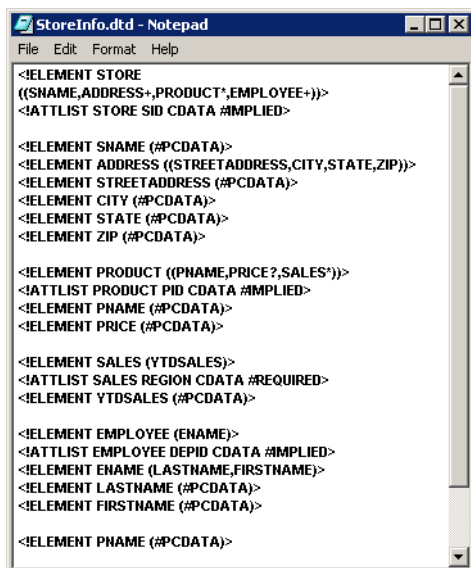 StoreInfo.dtd - Notepad
File Edit Format Help
<!ELEMENT STORE
((SNAME,ADDRESS+,PRODUCT*,EMPLOYEE+))>
<!ATTLIST STORE SID CDATA #IMPLIED>
<!ELEMENT SNAME (#PCDATA)>
<!ELEMENT ADDRESS ((STREETADDRESS,CITY,STATE,ZIP))>
<!ELEMENT STREETADDRESS (#PCDATA)>
<!ELEMENT CITY (#PCDATA)>
<!ELEMENT STATE (#PCDATA)>
<!ELEMENT ZIP (#PCDATA)>
<!ELEMENT PRODUCT ((PNAME,PRICE?,SALES*))>
<!ATTLIST PRODUCT PID CDATA #IMPLIED>
<!ELEMENT PNAME (#PCDATA)>
<!ELEMENT PRICE (#PCDATA)>
<!ELEMENT SALES (YTDSALES)>
<!ATTLIST SALES REGION CDATA #REQUIRED>
<!ELEMENT YTDSALES (#PCDATA)>
<!ELEMENT EMPLOYEE (ENAME)>
<!ATTLIST EMPLOYEE DEPID CDATA #IMPLIED>
<!ELEMENT ENAME (LASTNAME,FIRSTNAME)>
<!ELEMENT LASTNAME (#PCDATA)>
<!ELEMENT FIRSTNAME (#PCDATA)>
<!ELEMENT PNAME (#PCDATA)>